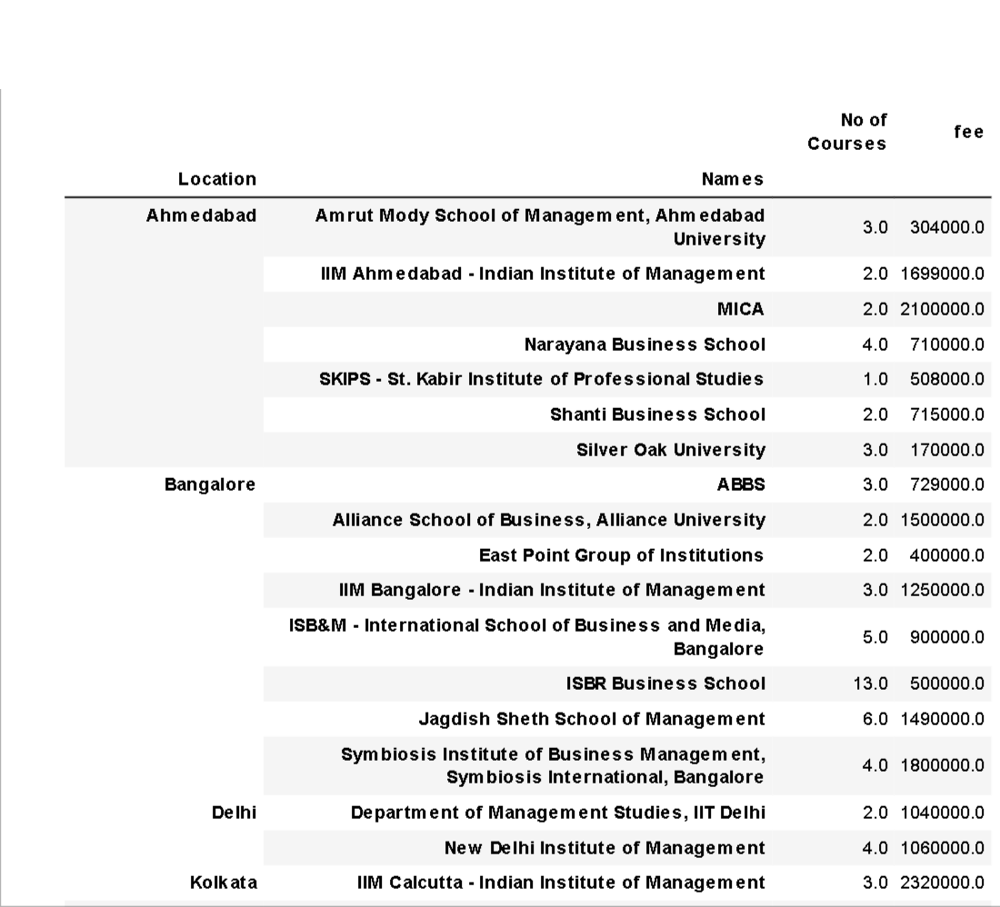 No of Courses fee
Location Names
Ahmedabad Amrut Mody School of Management, Ahmedabad University 3.0 304000.0
IIM Ahmedabad - Indian Institute of Management 2.0 1699000.0
MICA 2.0 2100000.0
Narayana Business School 4.0 710000.0
SKIPS - St. Kabir Institute of Professional Studies 1.0 508000.0
Shanti Business School 2.0 715000.0
Silver Oak University 3.0 170000.0
Bangalore ABBS 3.0 729000.0
Alliance School of Business, Alliance University 2.0 1500000.0
East Point Group of Institutions 2.0 400000.0
IIM Bangalore - Indian Institute of Management 3.0 1250000.0
ISB&M - International School of Business and Media, Bangalore 5.0 900000.0
ISBR Business School 13.0 500000.0
Jagdish Sheth School of Management 6.0 1490000.0
Symbiosis Institute of Business Management, Symbiosis International, Bangalore 4.0 1800000.0
Delhi Department of Management Studies, IIT Delhi 2.0 1040000.0
New Delhi Institute of Management 4.0 1060000.0
Kolkata IIM Calcutta - Indian Institute of Management 3.0 2320000.0